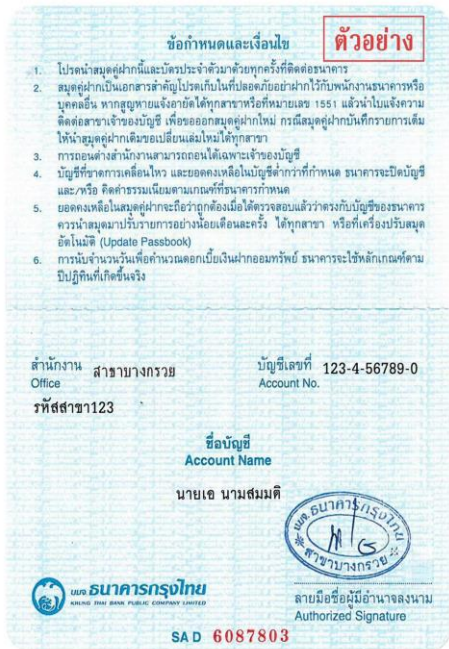 ตัวอย่าง
ข้อกำหนดและเงื่อนไข
1. โปรดนำสมุดคู่ฝากนี้และบัตรประจำตัวมาด้วยทุกครั้งที่ติดต่อธนาคาร
2. สมุดคู่ฝากเป็นเอกสารสำคัญโปรดเก็บในที่ปลอดภัยอย่าฝากไว้กับพนักงานธนาคารหรือ
บุคคลอื่น หากสูญหายแจ้งอายัดได้ทุกสาขาหรือที่หมายเลข 1551 แล้วนำใบแจ้งความ
ติดต่อสาขาเจ้าของบัญชี เพื่อขอออกสมุดคู่ฝากใหม่ กรณีสมุดคู่ฝากบันทึกรายการเต็ม
ให้นำสมุดคู่ฝากเดิมขอเปลี่ยนเล่มใหม่ได้ทุกสาขา
3. การถอนต่างสำนักงานสามารถถอนได้เฉพาะเจ้าของบัญชี
4. บัญชีที่ขาดการเคลื่อนไหว และยอดคงเหลือในบัญชีต่ำกว่าที่กำหนด ธนาคารจะปิดบัญชี
และ/หรือ คิดค่าธรรมเนียมตามเกณฑ์ที่ธนาคารกำหนด
5. ยอดคงเหลือในสมุดคู่ฝากจะถือว่าถูกต้องเมื่อได้ตรวจสอบแล้วว่าตรงกับบัญชีของธนาคาร
ควรนำสมุดมาปรับรายการอย่างน้อยเดือนละครั้ง ได้ทุกสาขา หรือที่เครื่องปรับสมุด
อัตโนมัติ (Update Passbook)
6. การนับจำนวนวันเพื่อคำนวณดอกเบี้ยเงินฝากออมทรัพย์ ธนาคารจะใช้หลักเกณฑ์ตาม
ปีปฏิทินที่เกิดขึ้นจริง
สำนักงาน สาขาบางกรวย บัญชีเลขที่ 123-4-56789-0
Office Account No.
รหัสสาขา123
ชื่อบัญชี
Account Name
นายเอ นามสมมติ
บมจ.ธนาคารกรุงไทย
สาขาบางกรวย
บมจ.ธนาคารกรุงไทย
KRUNG THAI BANK PUBLIC COMPANY LIMITED
ลายมือชื่อผู้มีอำนาจลงนาม
Authorized Signature
SA D 6087803